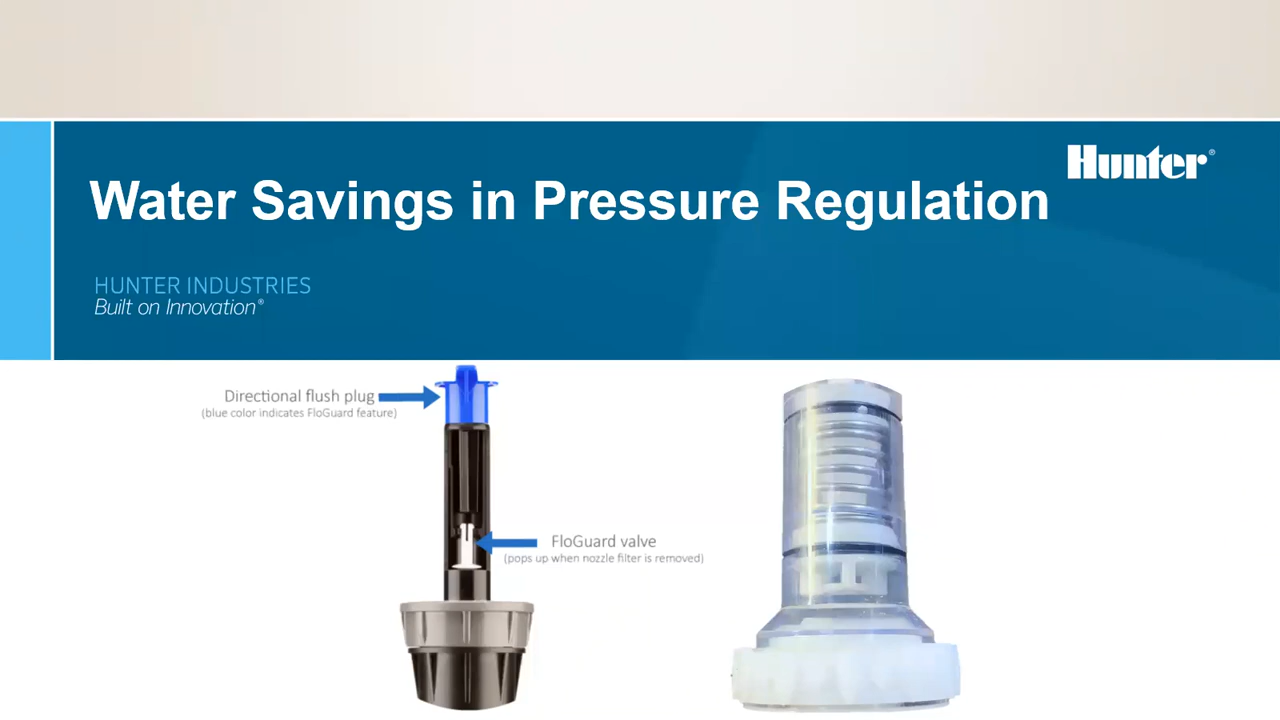 Hunter®
Water Savings in Pressure Regulation
HUNTER INDUSTRIES
Built on Innovation®
Directional flush plug
(blue color indicates FloGuard feature)
FloGuard valve
(pops up when nozzle filter is removed)